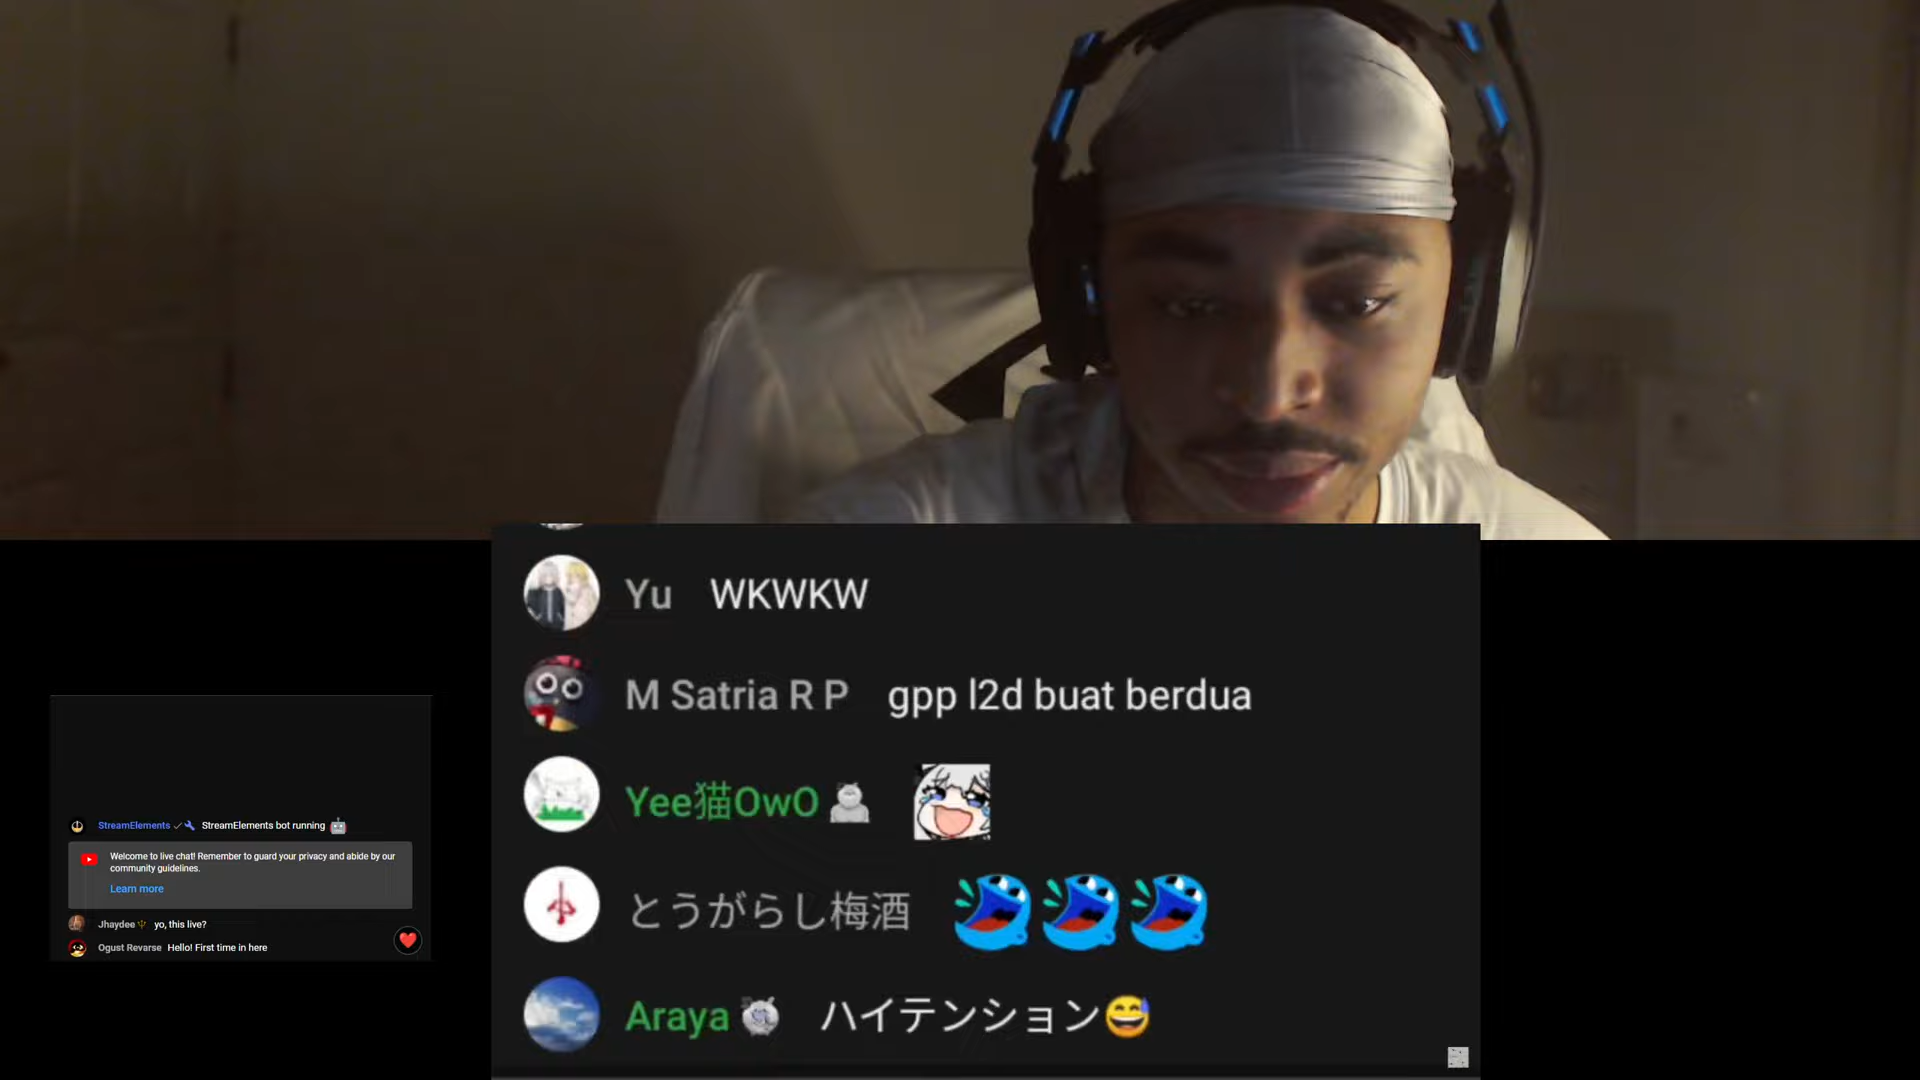 Yu WKWKW
M Satria R P gpp l2d buat berdua
Yee猫OwO
とうがらし梅酒
Araya ハイテンション😅
StreamElements StreamElements bot running 🤖
Welcome to live chat! Remember to guard your privacy and abide by our
community guidelines.
Learn more
Jhaydee yo, this live?
Ogust Revarse Hello! First time in here